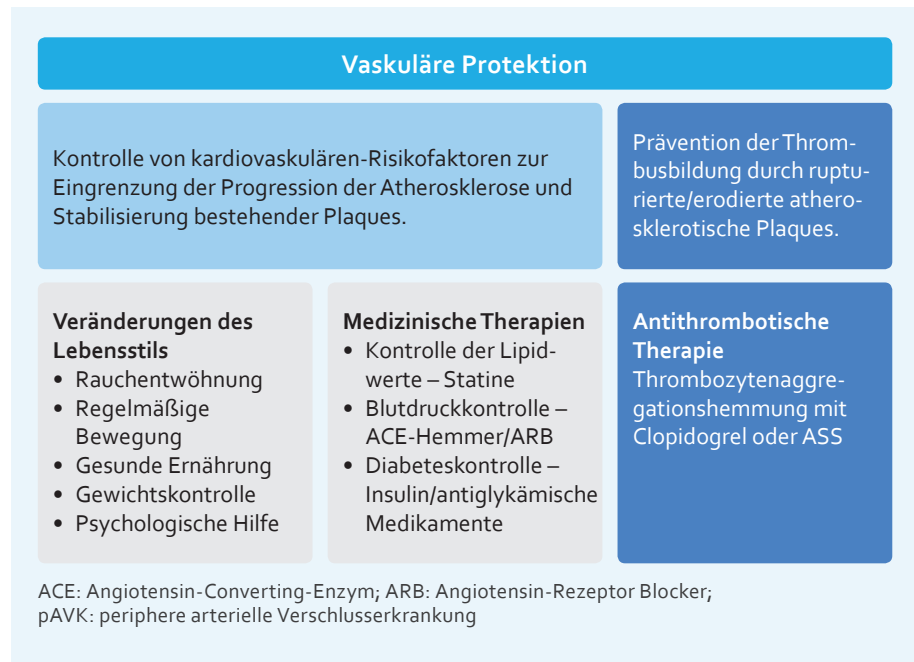 Vaskuläre Protektion
Kontrolle von kardiovaskulären-Risikofaktoren zur
Eingrenzung der Progression der Atherosklerose und
Stabilisierung bestehender Plaques.
Prävention der Throm-
busbildung durch ruptu-
rierte/erodierte athero-
sklerotische Plaques.
Veränderungen des
Lebensstils
• Rauchentwöhnung
• Regelmäßige
Bewegung
• Gesunde Ernährung
• Gewichtskontrolle
• Psychologische Hilfe
Medizinische Therapien
• Kontrolle der Lipid-
werte – Statine
• Blutdruckkontrolle –
ACE-Hemmer/ARB
• Diabeteskontrolle –
Insulin/antiglykämische
Medikamente
Antithrombotische
Therapie
Thrombozytenaggre-
gationshemmung mit
Clopidogrel oder ASS
ACE: Angiotensin-Converting-Enzym; ARB: Angiotensin-Rezeptor Blocker;
pAVK: periphere arterielle Verschlusserkrankung